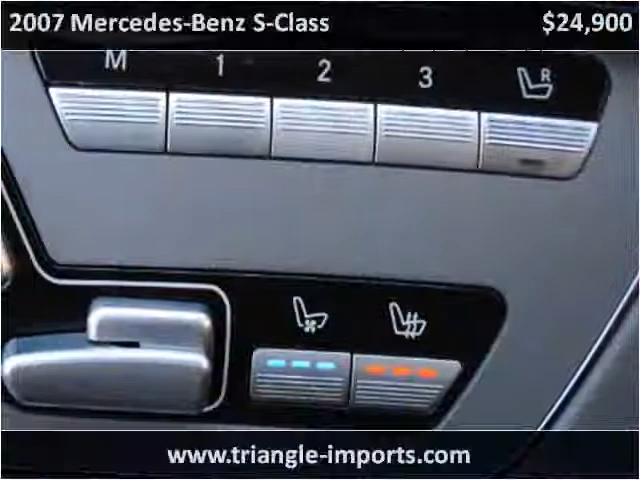 2007 Mercedes-Benz S-Class $24,900
M 1 2 3 R
www.triangle-imports.com